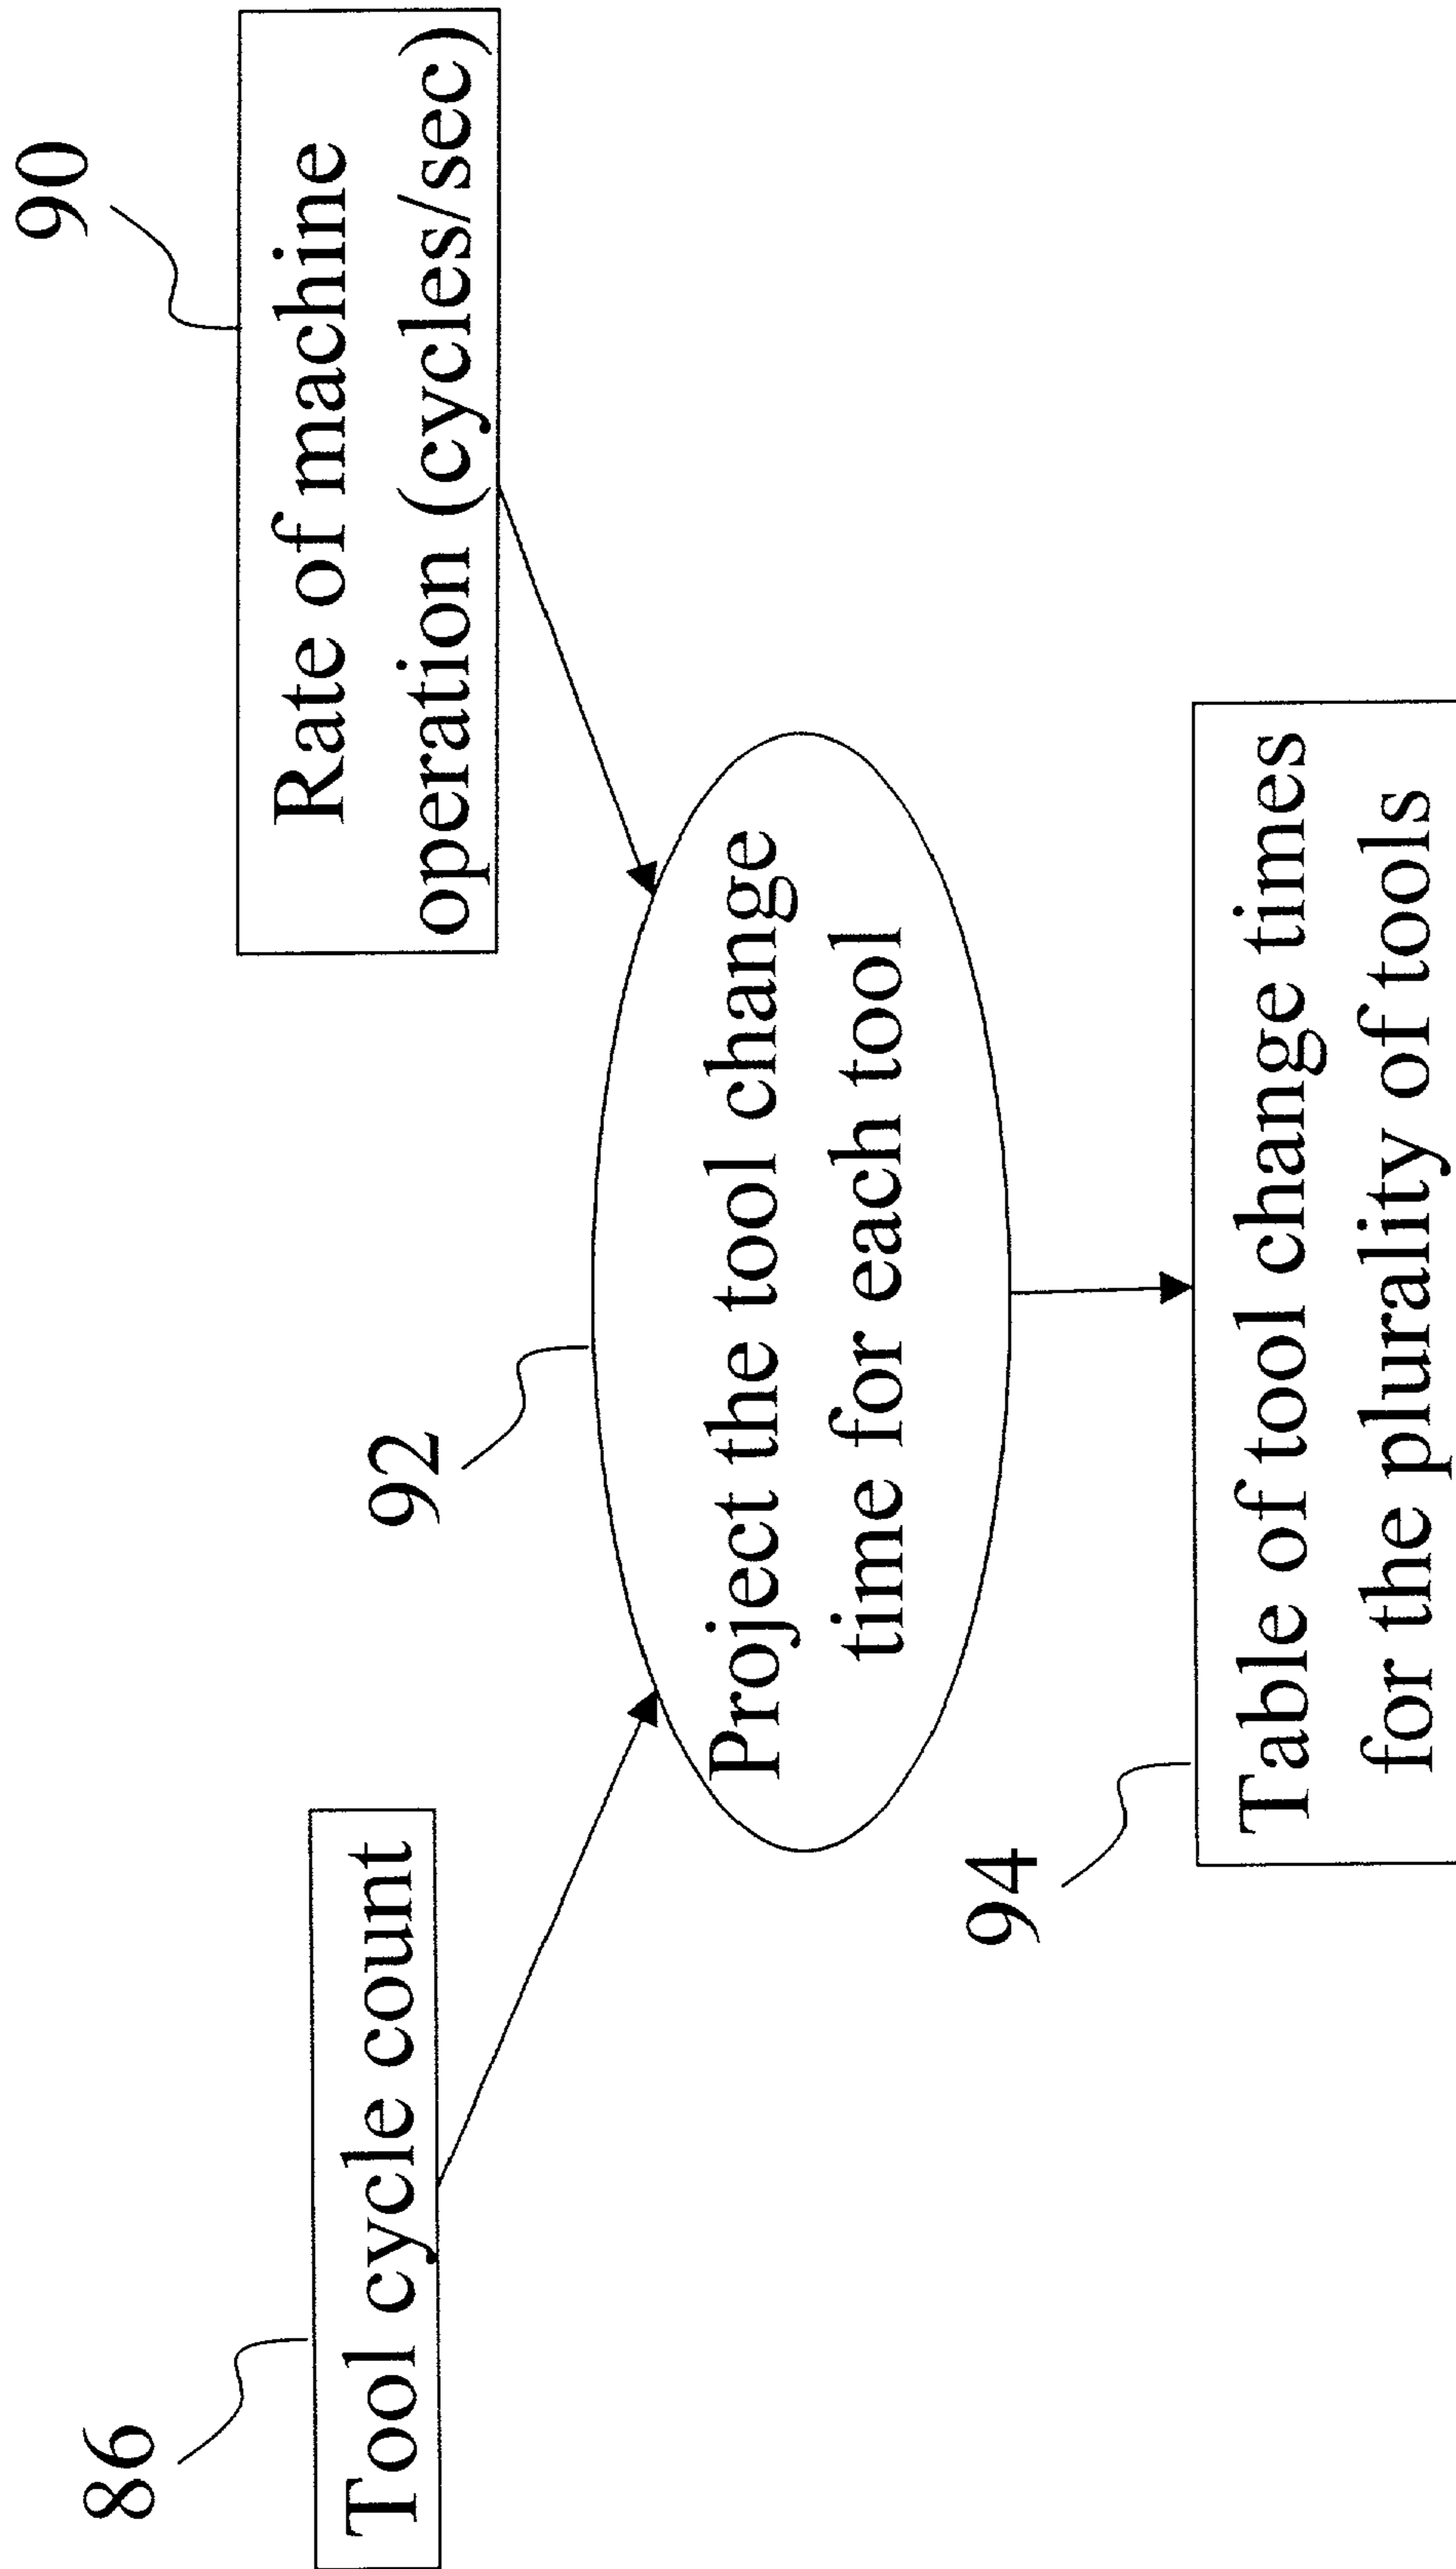 86
Tool cycle count
90
Rate of machine
operation (cycles/sec)
92
Project the tool change
time for each tool
94
Table of tool change times
for the plurality of tools